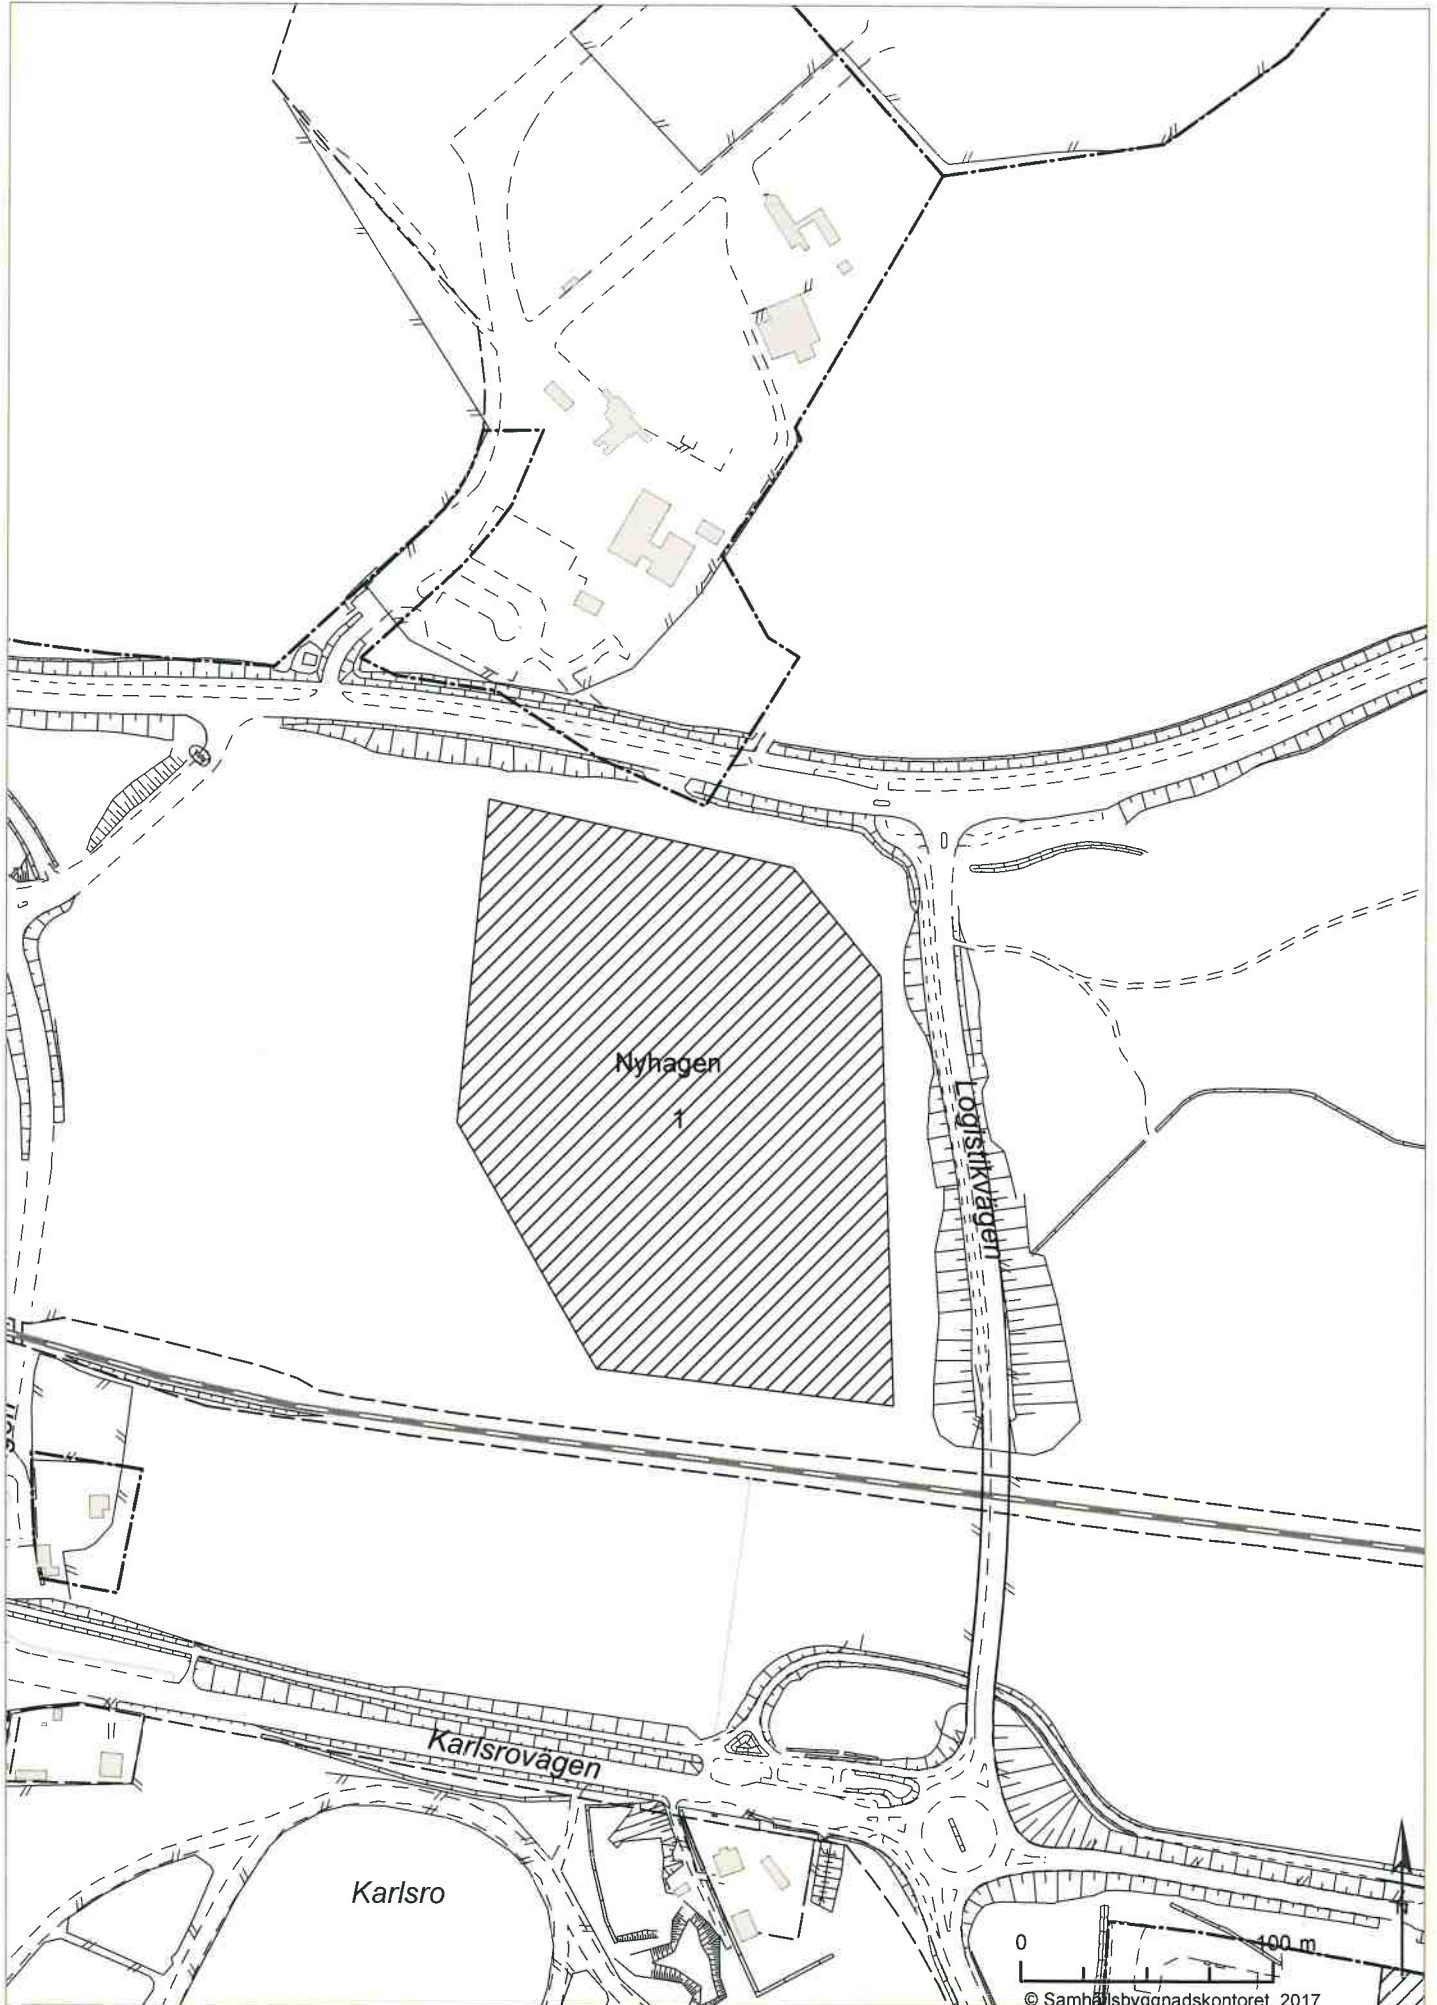 Nyhagen
1
Logistikvägen
Karlsrovägen
Karlsro
0 100 m
© Samhällsbyggnadskontoret 2017